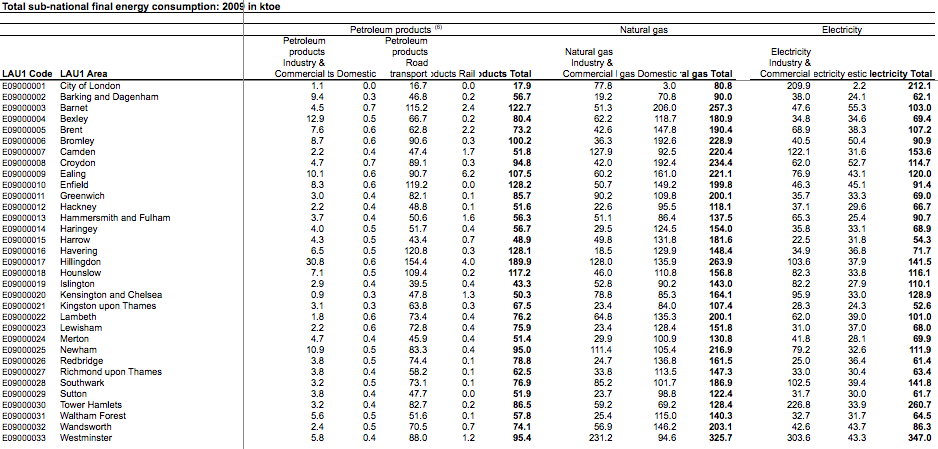 Total sub-national final energy consumption: 2009 in ktoe
Petroleum products (6) Natural gas Electricity
Petroleum Petroleum
products products Natural gas Electricity
Industry & Road Industry & Industry &
LAU1 Code LAU1 Area Commercial ts Domestic transport ducts Rail ducts Total Commercial gas Domestic al gas Total Commercial ectricity estic lectricity Total
E09000001 City of London 1.1 0.0 16.7 0.0 17.9 77.8 3.0 80.8 209.9 2.2 212.1
E09000002 Barking and Dagenham 9.4 0.3 46.8 0.2 56.7 19.2 70.8 90.0 38.0 24.1 62.1
E09000003 Barnet 4.5 0.7 115.2 2.4 122.7 51.3 206.0 257.3 47.6 55.3 103.0
E09000004 Bexley 12.9 0.5 66.7 0.2 80.4 62.2 118.7 180.9 34.8 34.6 69.4
E09000005 Brent 7.6 0.6 62.8 2.2 73.2 42.6 147.8 190.4 68.9 38.3 107.2
E09000006 Bromley 8.7 0.6 90.6 0.3 100.2 36.3 192.6 228.9 40.5 50.4 90.9
E09000007 Camden 2.2 0.4 47.4 1.7 51.8 127.9 92.5 220.4 122.1 31.6 153.6
E09000008 Croydon 4.7 0.7 89.1 0.3 94.8 42.0 192.4 234.4 62.0 52.7 114.7
E09000009 Ealing 10.1 0.6 90.7 6.2 107.5 60.2 161.0 221.1 76.9 43.1 120.0
E09000010 Enfield 8.3 0.6 119.2 0.0 128.2 50.7 149.2 199.8 46.3 45.1 91.4
E09000011 Greenwich 3.0 0.4 82.1 0.1 85.7 90.2 109.8 200.1 35.7 33.3 69.0
E09000012 Hackney 2.2 0.4 48.8 0.1 51.6 22.6 95.5 118.1 37.1 29.6 66.7
E09000013 Hammersmith and Fulham 3.7 0.4 50.6 1.6 56.3 51.1 86.4 137.5 65.3 25.4 90.7
E09000014 Haringey 4.0 0.5 51.7 0.4 56.7 29.5 124.5 154.0 35.8 33.1 68.9
E09000015 Harrow 4.3 0.5 43.4 0.7 48.9 49.8 131.8 181.6 22.5 31.8 54.3
E09000016 Havering 6.5 0.5 120.8 0.3 128.1 18.5 129.9 148.4 34.9 36.8 71.7
E09000017 Hillingdon 30.8 0.6 154.4 4.0 189.9 128.0 135.9 263.9 103.6 37.9 141.5
E09000018 Hounslow 7.1 0.5 109.4 0.2 117.2 46.0 110.8 156.8 82.3 33.8 116.1
E09000019 Islington 2.9 0.4 39.5 0.4 43.3 52.8 90.2 143.0 82.2 27.9 110.1
E09000020 Kensington and Chelsea 0.9 0.3 47.8 1.3 50.3 78.8 85.3 164.1 95.9 33.0 128.9
E09000021 Kingston upon Thames 3.1 0.3 63.8 0.3 67.5 23.4 84.0 107.4 28.3 24.3 52.6
E09000022 Lambeth 1.8 0.6 73.4 0.4 76.2 64.8 135.3 200.1 62.0 39.0 101.0
E09000023 Lewisham 2.2 0.6 72.8 0.4 75.9 23.4 128.4 151.8 31.0 37.0 68.0
E09000024 Merton 4.7 0.4 45.9 0.4 51.4 29.9 100.9 130.8 41.8 28.1 69.9
E09000025 Newham 10.9 0.5 83.3 0.4 95.0 111.4 105.4 216.9 79.2 32.6 111.9
E09000026 Redbridge 3.8 0.5 74.4 0.1 78.8 24.7 136.8 161.5 25.0 36.4 61.4
E09000027 Richmond upon Thames 3.8 0.4 58.2 0.1 62.5 33.8 113.5 147.3 33.0 30.4 63.4
E09000028 Southwark 3.2 0.5 73.1 0.1 76.9 85.2 101.7 186.9 102.5 39.4 141.8
E09000029 Sutton 3.8 0.4 47.7 0.0 51.9 23.7 98.8 122.4 31.7 30.0 61.7
E09000030 Tower Hamlets 3.2 0.4 82.7 0.2 86.5 59.2 69.2 128.4 226.8 33.9 260.7
E09000031 Waltham Forest 5.6 0.5 51.6 0.1 57.8 25.4 115.0 140.3 32.7 31.7 64.5
E09000032 Wandsworth 2.4 0.5 70.5 0.7 74.1 56.9 146.2 203.1 42.6 43.7 86.3
E09000033 Westminster 5.8 0.4 88.0 1.2 95.4 231.2 94.6 325.7 303.6 43.3 347.0